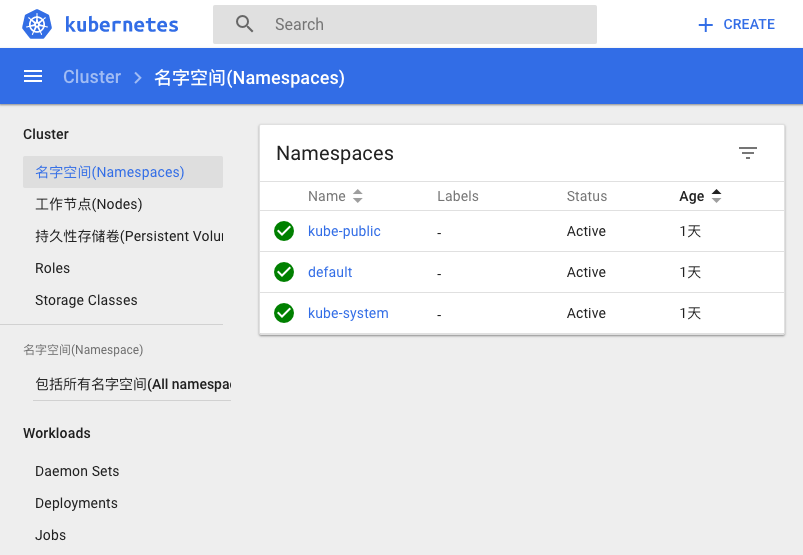 kubernetes
Search
CREATE
Cluster
名字空间(Namespaces)
Cluster
名字空间(Namespaces)
工作节点(Nodes)
持久性存储卷(Persistent Volu
Roles
Storage Classes
名字空间(Namespace)
包括所有名字空间(All namespa
Workloads
Daemon Sets
Deployments
Jobs
Namespaces
Name Labels Status Age
kube-public - Active 1天
default - Active 1天
kube-system - Active 1天